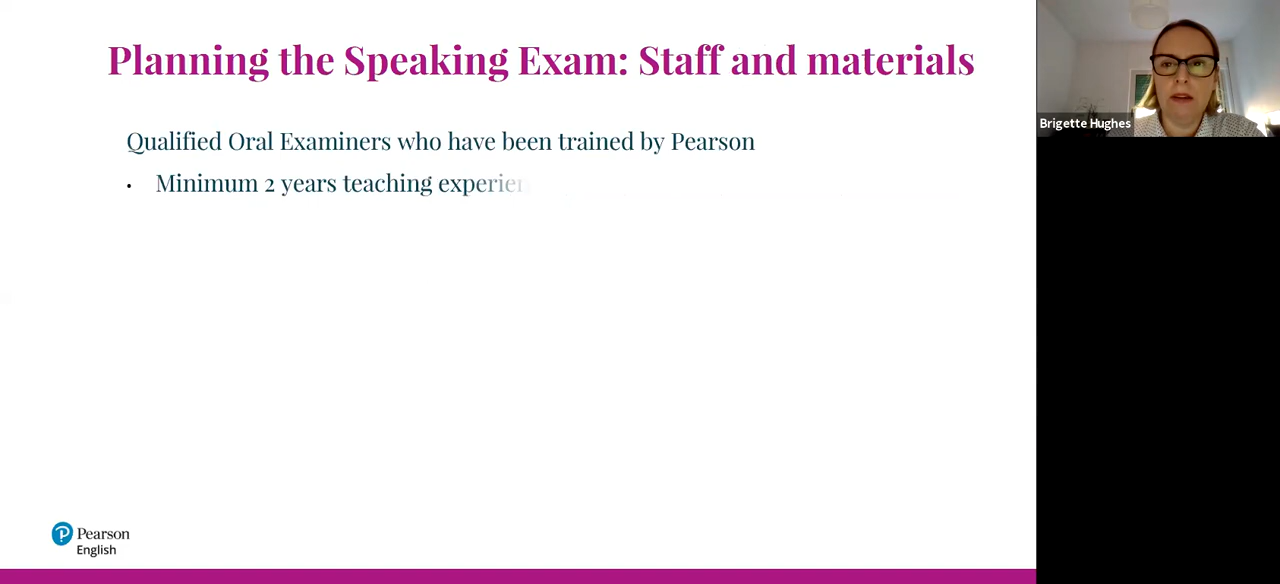 Planning the Speaking Exam: Staff and materials
Brigette Hughes
Qualified Oral Examiners who have been trained by Pearson
• Minimum 2 years teaching
Pearson
English